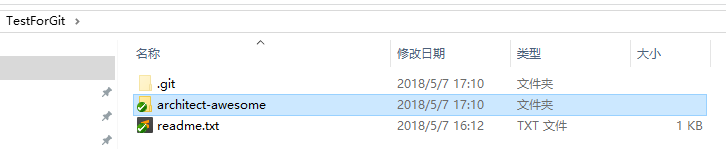 TestForGit
名称 修改日期 类型 大小
.git 2018/5/7 17:10 文件夹
architect-awesome 2018/5/7 17:10 文件夹
readme.txt 2018/5/7 16:12 TXT 文件 1 KB